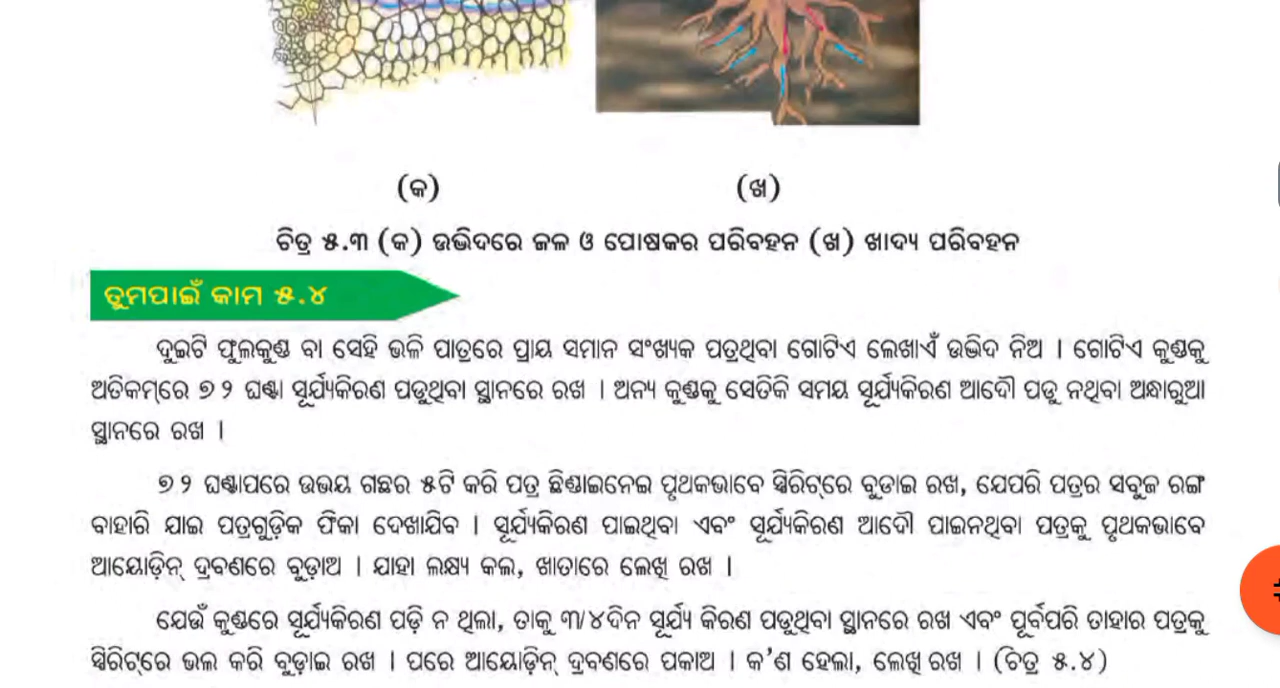 (କ) (ଖ)
ଚିତ୍ର ୫.୩ (କ) ଉଦ୍ଭିଦରେ ଜଳ ଓ ପୋଷକର ପରିବହନ (ଖ) ଖାଦ୍ୟ ପରିବହନ
ତୁମପାଇଁ କାମ ୫.୪
ଦୁଇଟି ଫୁଲକୁଣ୍ଡ ବା ସେହି ଭଳି ପାତ୍ରରେ ପ୍ରାୟ ସମାନ ସଂଖ୍ୟକ ପତ୍ରଥିବା ଗୋଟିଏ ଲେଖାଏଁ ଉଦ୍ଭିଦ ନିଅ । ଗୋଟିଏ କୁଣ୍ଡକୁ
ଅତିକମ୍‌ରେ ୭୨ ଘଣ୍ଟା ସୂର୍ଯ୍ୟକିରଣ ପଡୁଥିବା ସ୍ଥାନରେ ରଖ । ଅନ୍ୟ କୁଣ୍ଡକୁ ସେତିକି ସମୟ ସୂର୍ଯ୍ୟକିରଣ ଆଦୌ ପଡୁ ନଥିବା ଅନ୍ଧାରୁଆ
ସ୍ଥାନରେ ରଖ ।
୭୨ ଘଣ୍ଟାପରେ ଉଭୟ ଗଛର ୫ଟି କରି ପତ୍ର ଛିଣ୍ଡାଇନେଇ ପୃଥକଭାବେ ସ୍ପିରିଟ୍‌ରେ ବୁଡାଇ ରଖ, ଯେପରି ପତ୍ରର ସବୁଜ ରଙ୍ଗ
ବାହାରି ଯାଇ ପତ୍ରଗୁଡ଼ିକ ଫିକା ଦେଖାଯିବ । ସୂର୍ଯ୍ୟକିରଣ ପାଇଥିବା ଏବଂ ସୂର୍ଯ୍ୟକିରଣ ଆଦୌ ପାଇନଥିବା ପତ୍ରକୁ ପୃଥକଭାବେ
ଆୟୋଡ଼ିନ୍ ଦ୍ରବଣରେ ବୁଡ଼ାଅ । ଯାହା ଲକ୍ଷ୍ୟ କଲ, ଖାତାରେ ଲେଖି ରଖ ।
ଯେଉଁ କୁଣ୍ଡରେ ସୂର୍ଯ୍ୟକିରଣ ପଡ଼ି ନ ଥିଲା, ତାକୁ ୩/୪ଦିନ ସୂର୍ଯ୍ୟ କିରଣ ପଡୁଥିବା ସ୍ଥାନରେ ରଖ ଏବଂ ପୂର୍ବପରି ତାହାର ପତ୍ରକୁ
ସ୍ପିରିଟ୍‌ରେ ଭଲ କରି ବୁଡ଼ାଇ ରଖ । ପରେ ଆୟୋଡ଼ିନ୍ ଦ୍ରବଣରେ ପକାଅ । କ'ଣ ହେଲା, ଲେଖି ରଖ । (ଚିତ୍ର ୫.୪)